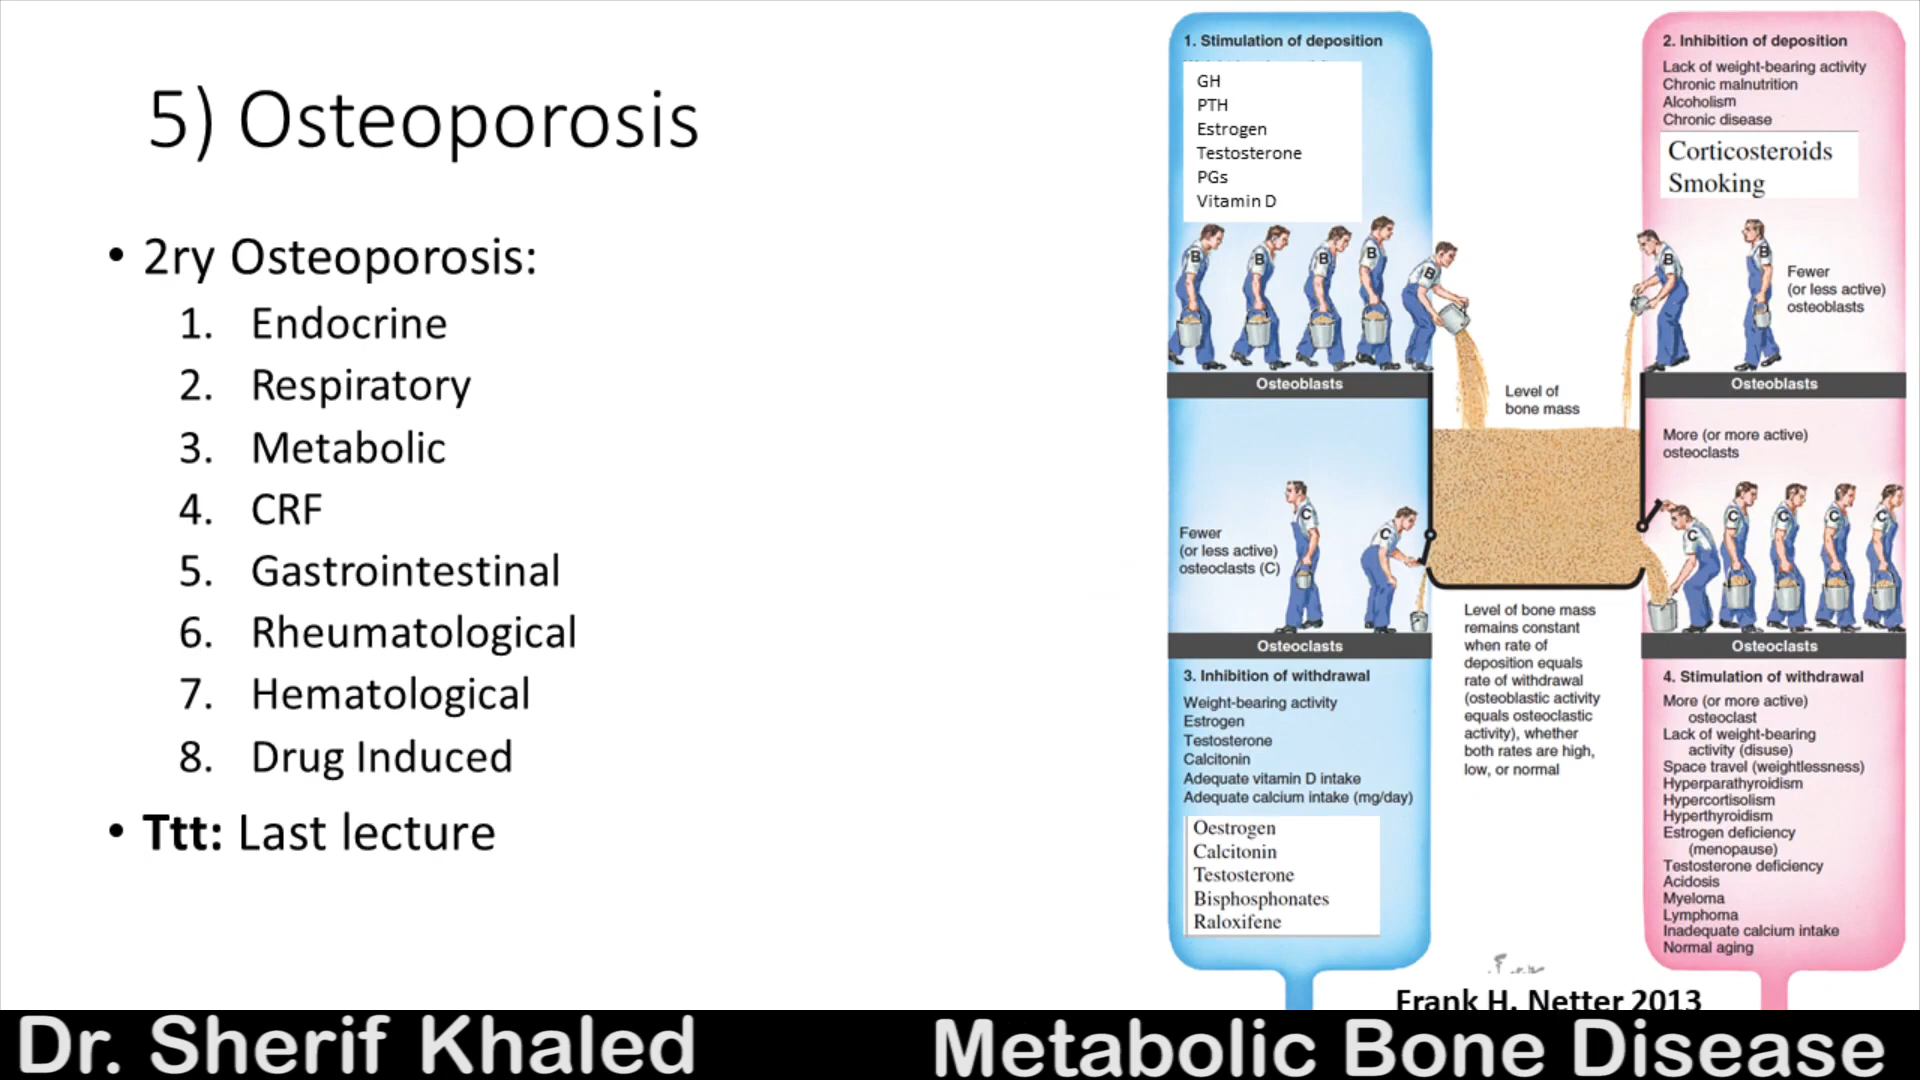 5) Osteoporosis
• 2ry Osteoporosis:
1. Endocrine
2. Respiratory
3. Metabolic
4. CRF
5. Gastrointestinal
6. Rheumatological
7. Hematological
8. Drug Induced
• Ttt: Last lecture
1. Stimulation of deposition
GH
PTH
Estrogen
Testosterone
PGs
Vitamin D
B
B
B
B
B
Osteoblasts
2. Inhibition of deposition
Lack of weight-bearing activity
Chronic malnutrition
Alcoholism
Chronic disease
Corticosteroids
Smoking
B
B
Fewer
(or less active)
osteoblasts
Osteoblasts
Level of
bone mass
Fewer
(or less active)
osteoclasts (C)
C
C
Osteoclasts
More (or more active)
osteoclasts
C
C
C
C
C
Osteoclasts
Level of bone mass
remains constant
when rate of
deposition equals
rate of withdrawal
(osteoblastic activity
equals osteoclastic
activity), whether
both rates are high,
low, or normal
3. Inhibition of withdrawal
Weight-bearing activity
Estrogen
Testosterone
Calcitonin
Adequate vitamin D intake
Adequate calcium intake (mg/day)
Oestrogen
Calcitonin
Testosterone
Bisphosphonates
Raloxifene
4. Stimulation of withdrawal
More (or more active)
osteoclast
Lack of weight-bearing
activity (disuse)
Space travel (weightlessness)
Hyperparathyroidism
Hypercortisolism
Hyperthyroidism
Estrogen deficiency
(menopause)
Testosterone deficiency
Acidosis
Myeloma
Lymphoma
Inadequate calcium intake
Normal aging
Frank H. Netter 2013
Dr. Sherif Khaled
Metabolic Bone Disease